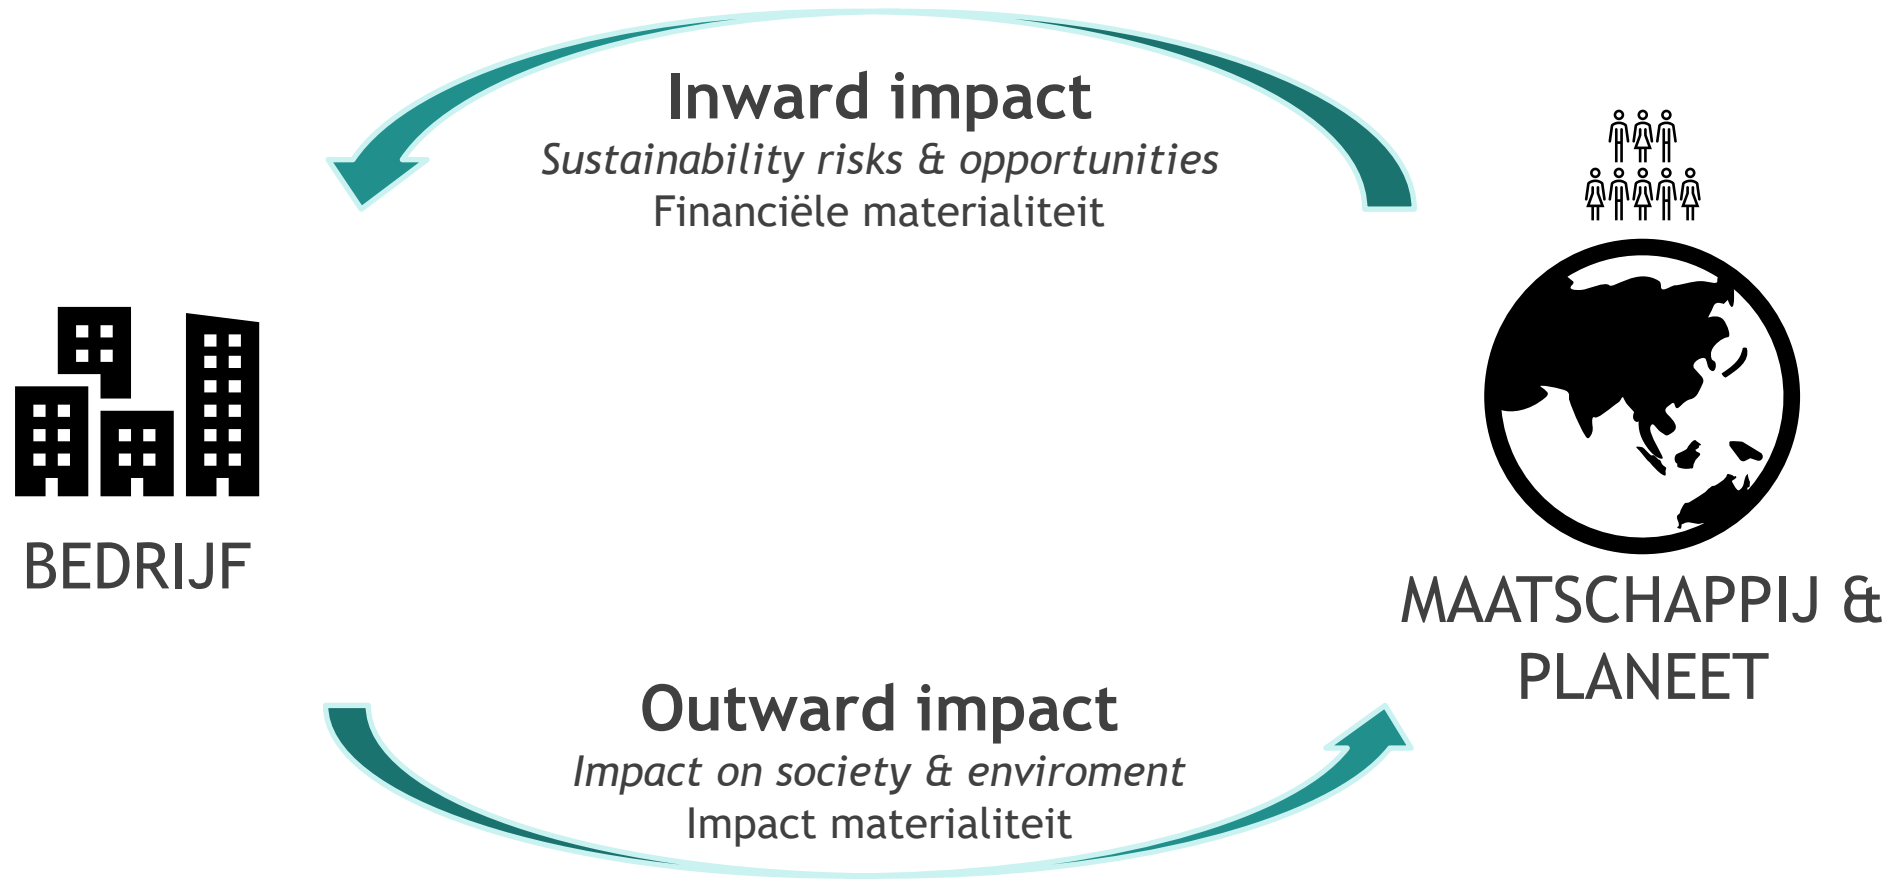 Inward impact
Sustainability risks & opportunities
Financiële materialiteit
BEDRIJF
MAATSCHAPPIJ &
PLANEET
Outward impact
Impact on society & enviroment
Impact materialiteit